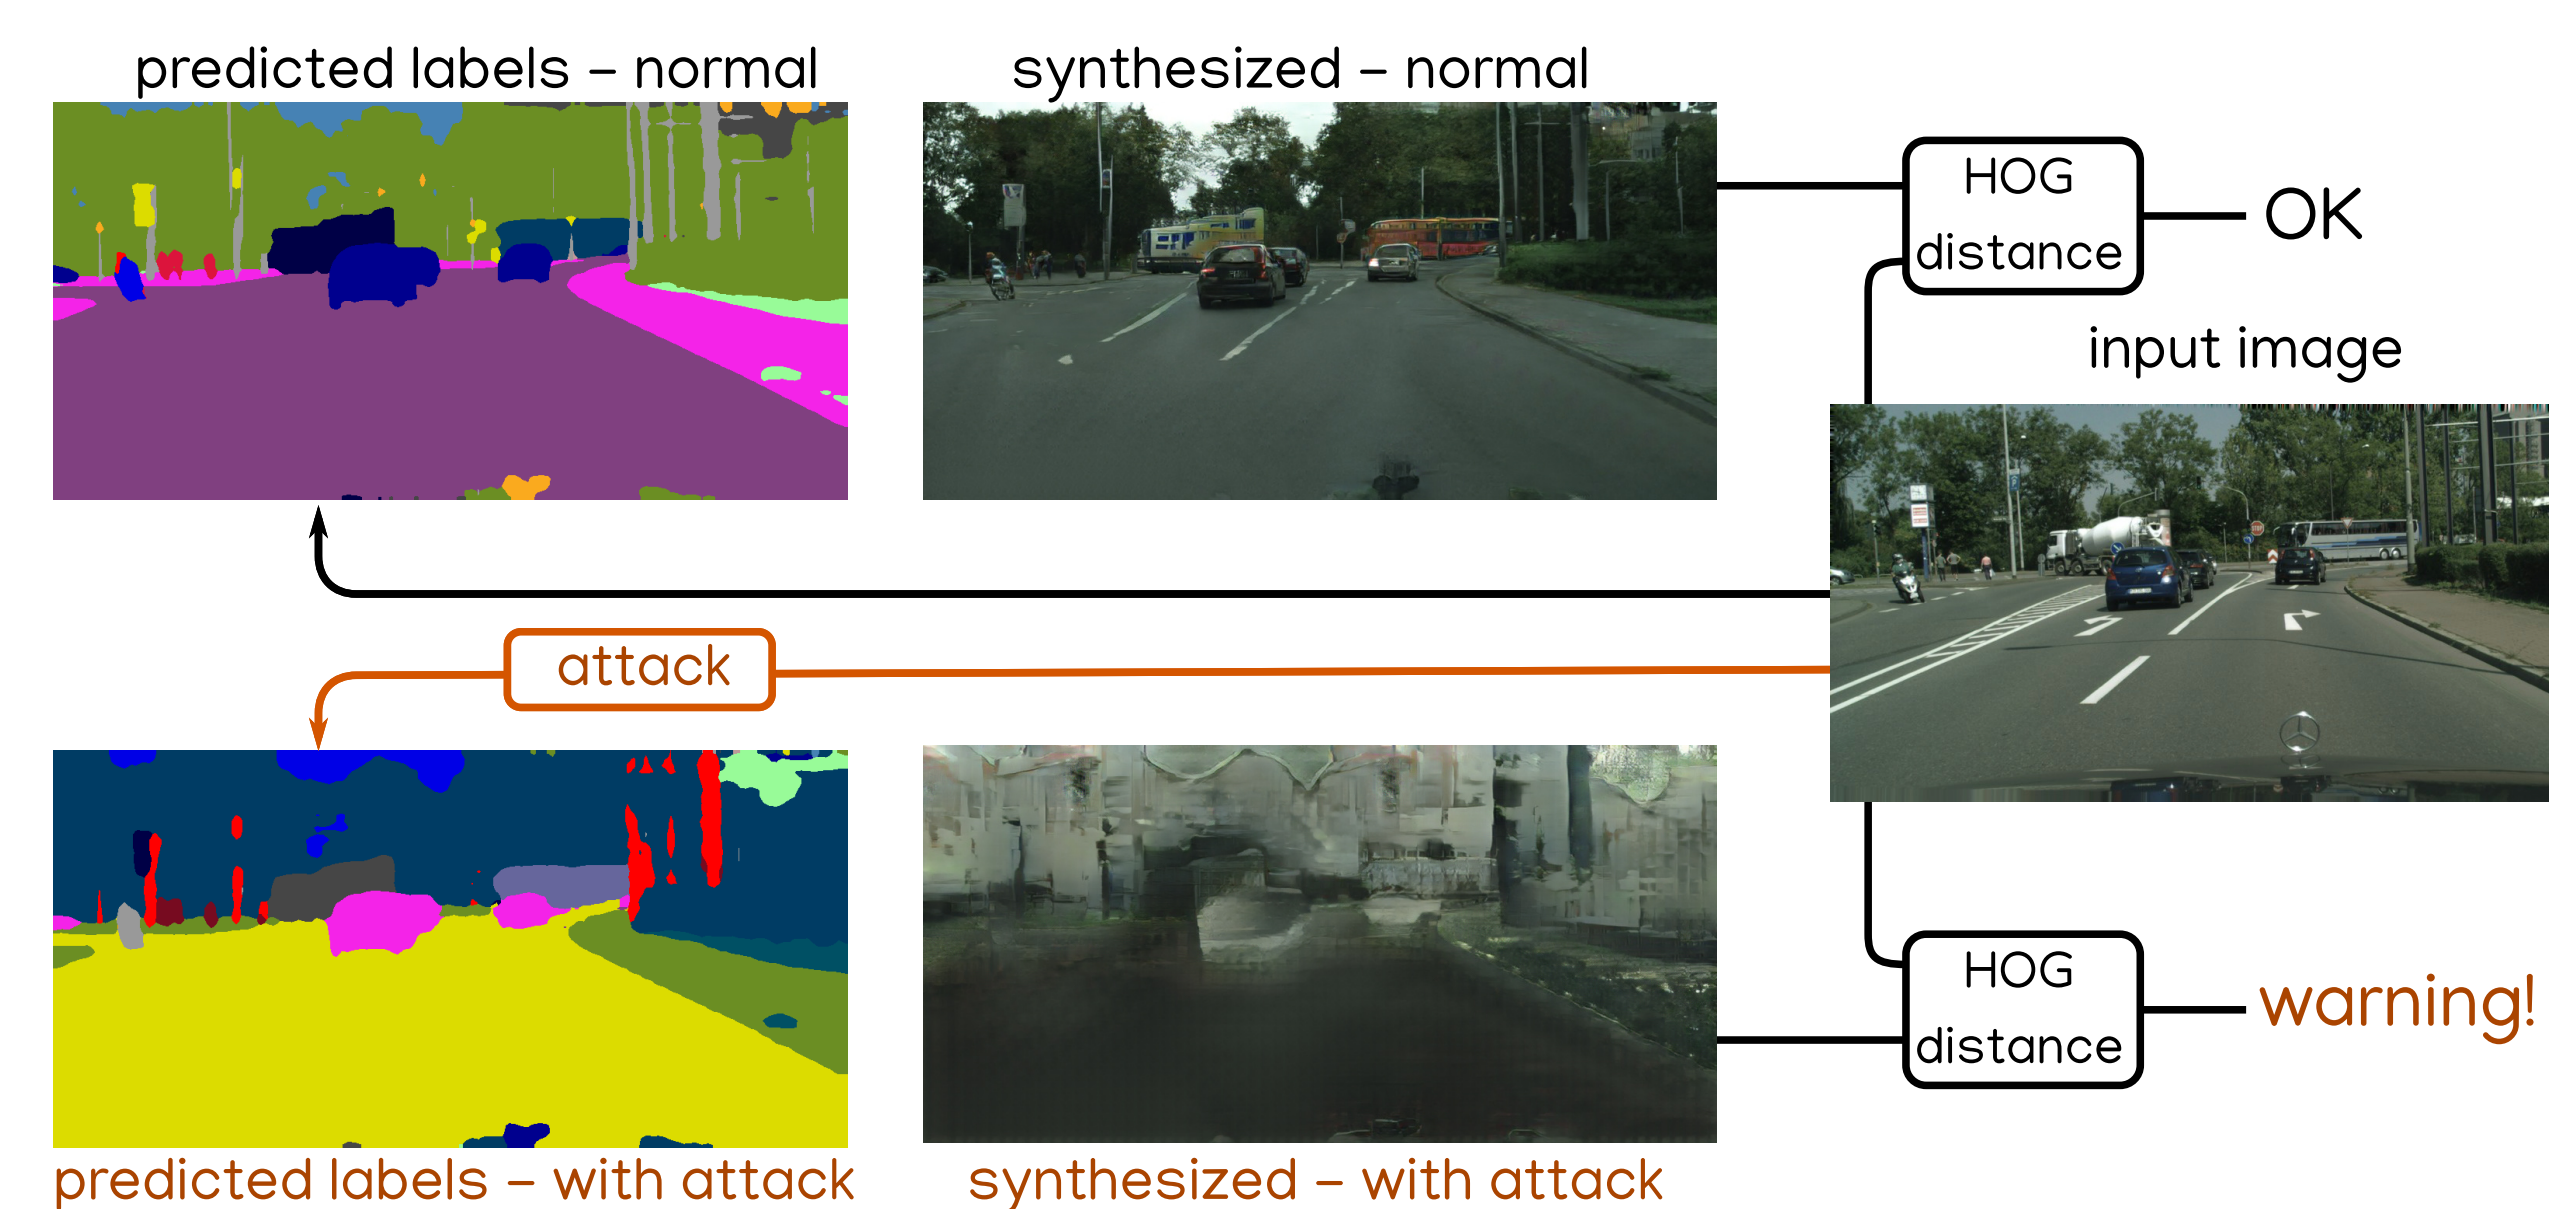 predicted labels – normal
synthesized – normal
HOG
distance
OK
input image
attack
HOG
distance
warning!
predicted labels – with attack
synthesized – with attack